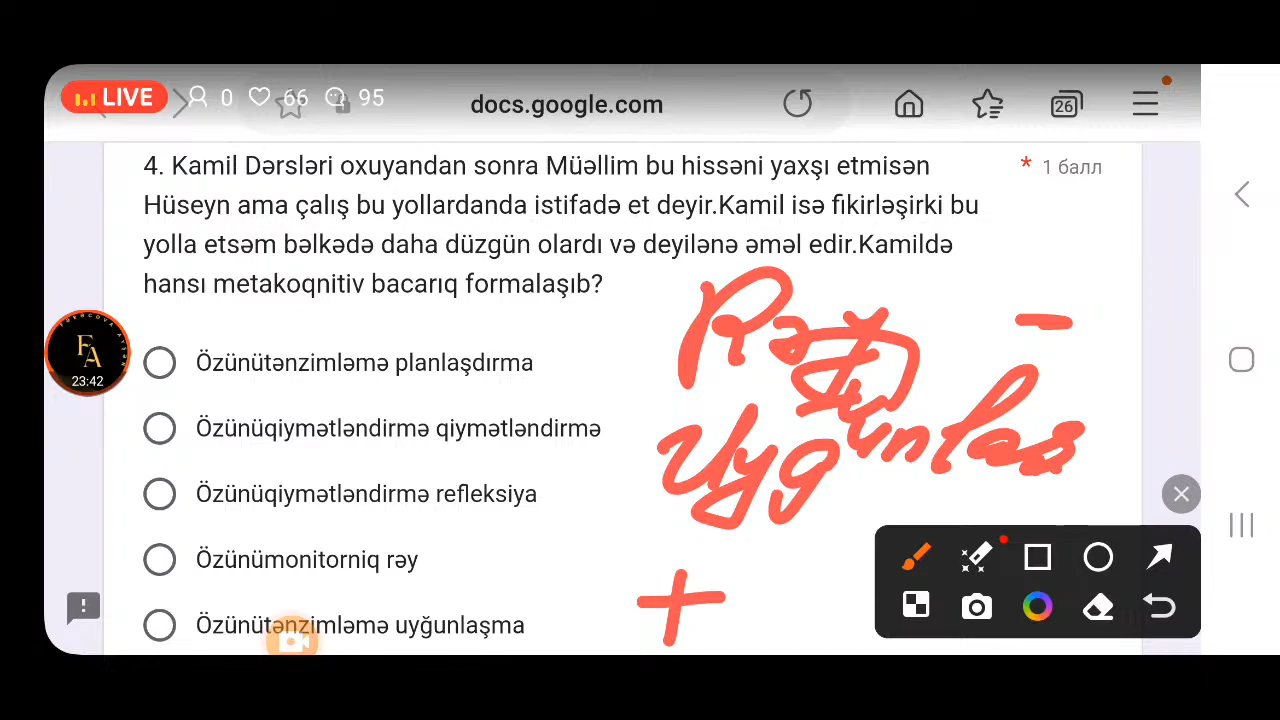 LIVE 0 66 95
docs.google.com
26
4. Kamil Dərsləri oxuyandan sonra Müəllim bu hissəni yaxşı etmisən
* 1 балл
Hüseyn ama çalış bu yollardanda istifadə et deyir.Kamil isə fikirləşirki bu
yolla etsəm bəlkədə daha düzgün olardı və deyilənə əməl edir.Kamildə
hansı metakoqnitiv bacarıq formalaşıb?
Rəy
FA
23:42
Özünütənzimləmə planlaşdırma
Özünüqiymətləndirmə qiymətləndirmə
Uyğunlaş
Özünüqiymətləndirmə refleksiya
Özünümonitorniq rəy
+
Özünütənzimləmə uyğunlaşma